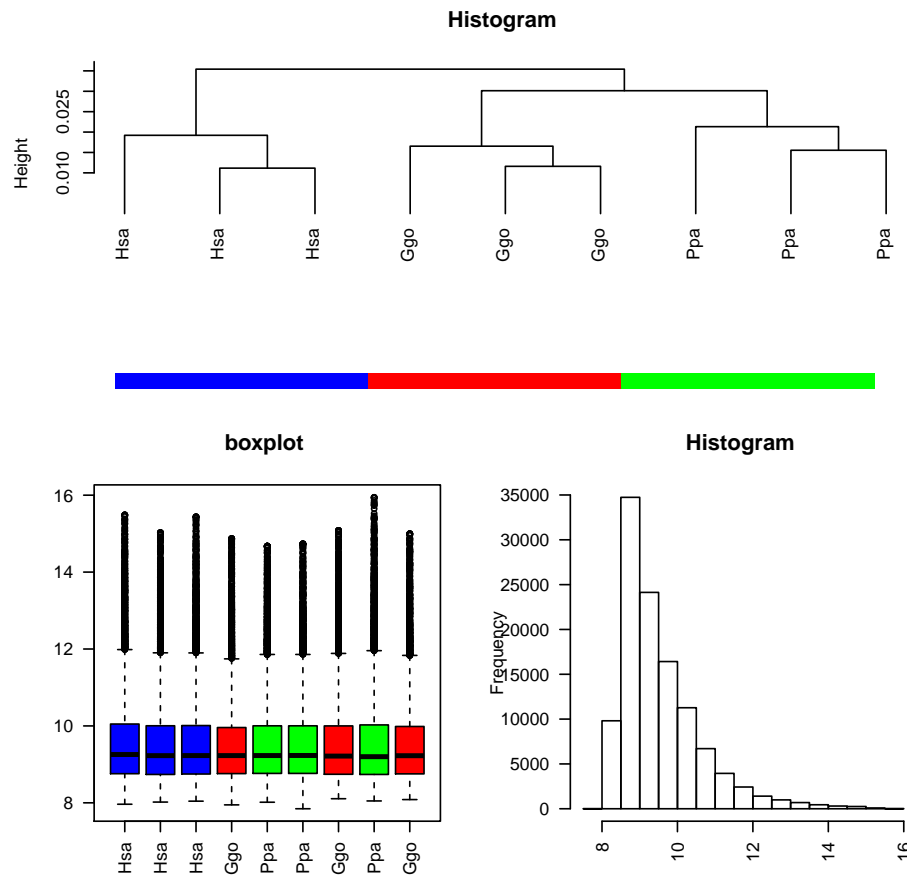 Histogram
Height
0.025
0.010
Hsa Hsa Hsa Ggo Ggo Ggo Ppa Ppa Ppa
boxplot
16
14
12
10
8
Hsa Hsa Hsa Ggo Ppa Ppa Ggo Ppa Ggo
Histogram
Frequency
35000
30000
25000
20000
15000
10000
5000
0
8 10 12 14 16